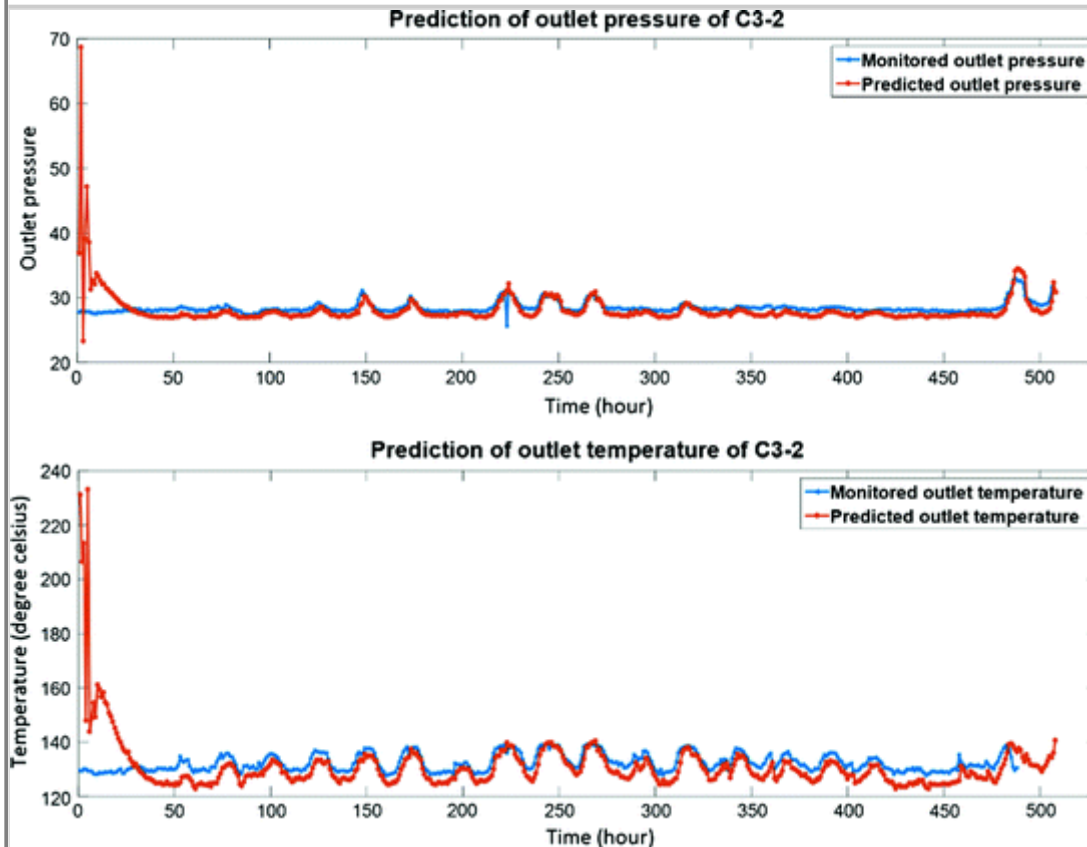 Prediction of outlet pressure of C3-2
70
60
50
40
30
20
Outlet pressure
Monitored outlet pressure
Predicted outlet pressure
0 50 100 150 200 250 300 350 400 450 500
Time (hour)
Prediction of outlet temperature of C3-2
240
220
200
180
160
140
120
Temperature (degree celsius)
Monitored outlet temperature
Predicted outlet temperature
0 50 100 150 200 250 300 350 400 450 500
Time (hour)